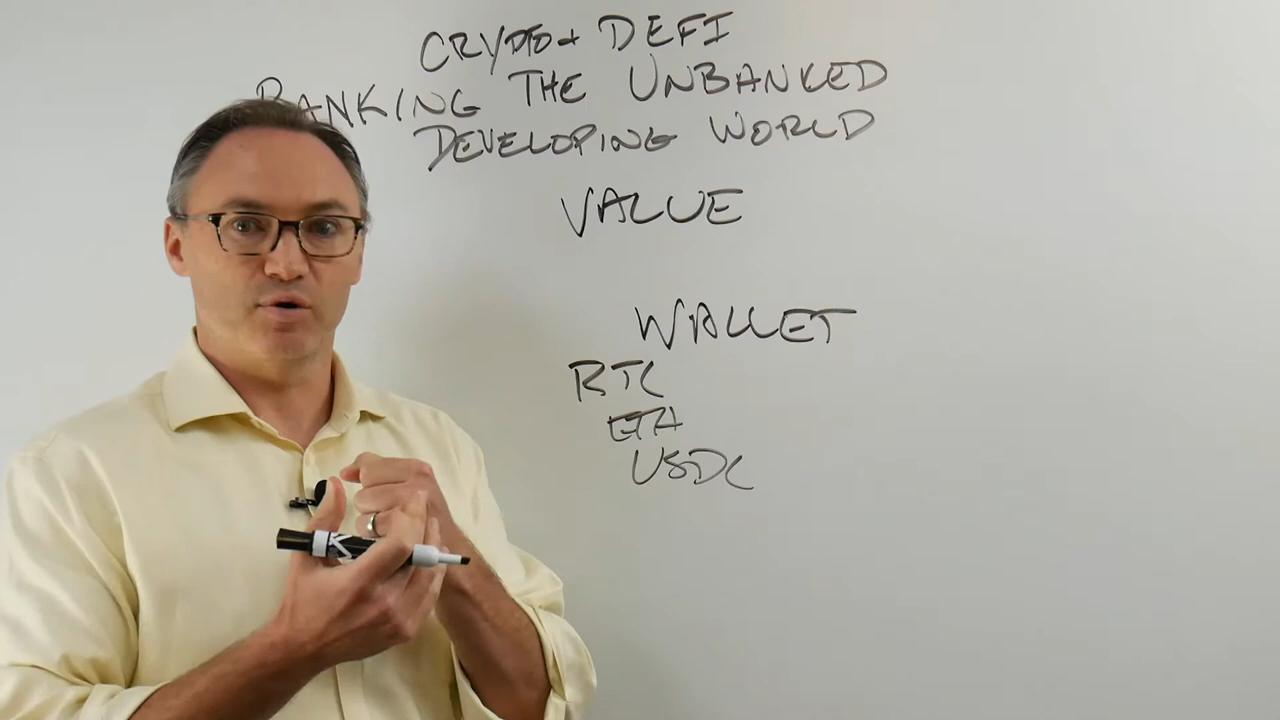 CRYPTO + DEFI
BANKING THE UNBANKED
DEVELOPING WORLD
VALUE
WALLET
BTC
ETH
USDC